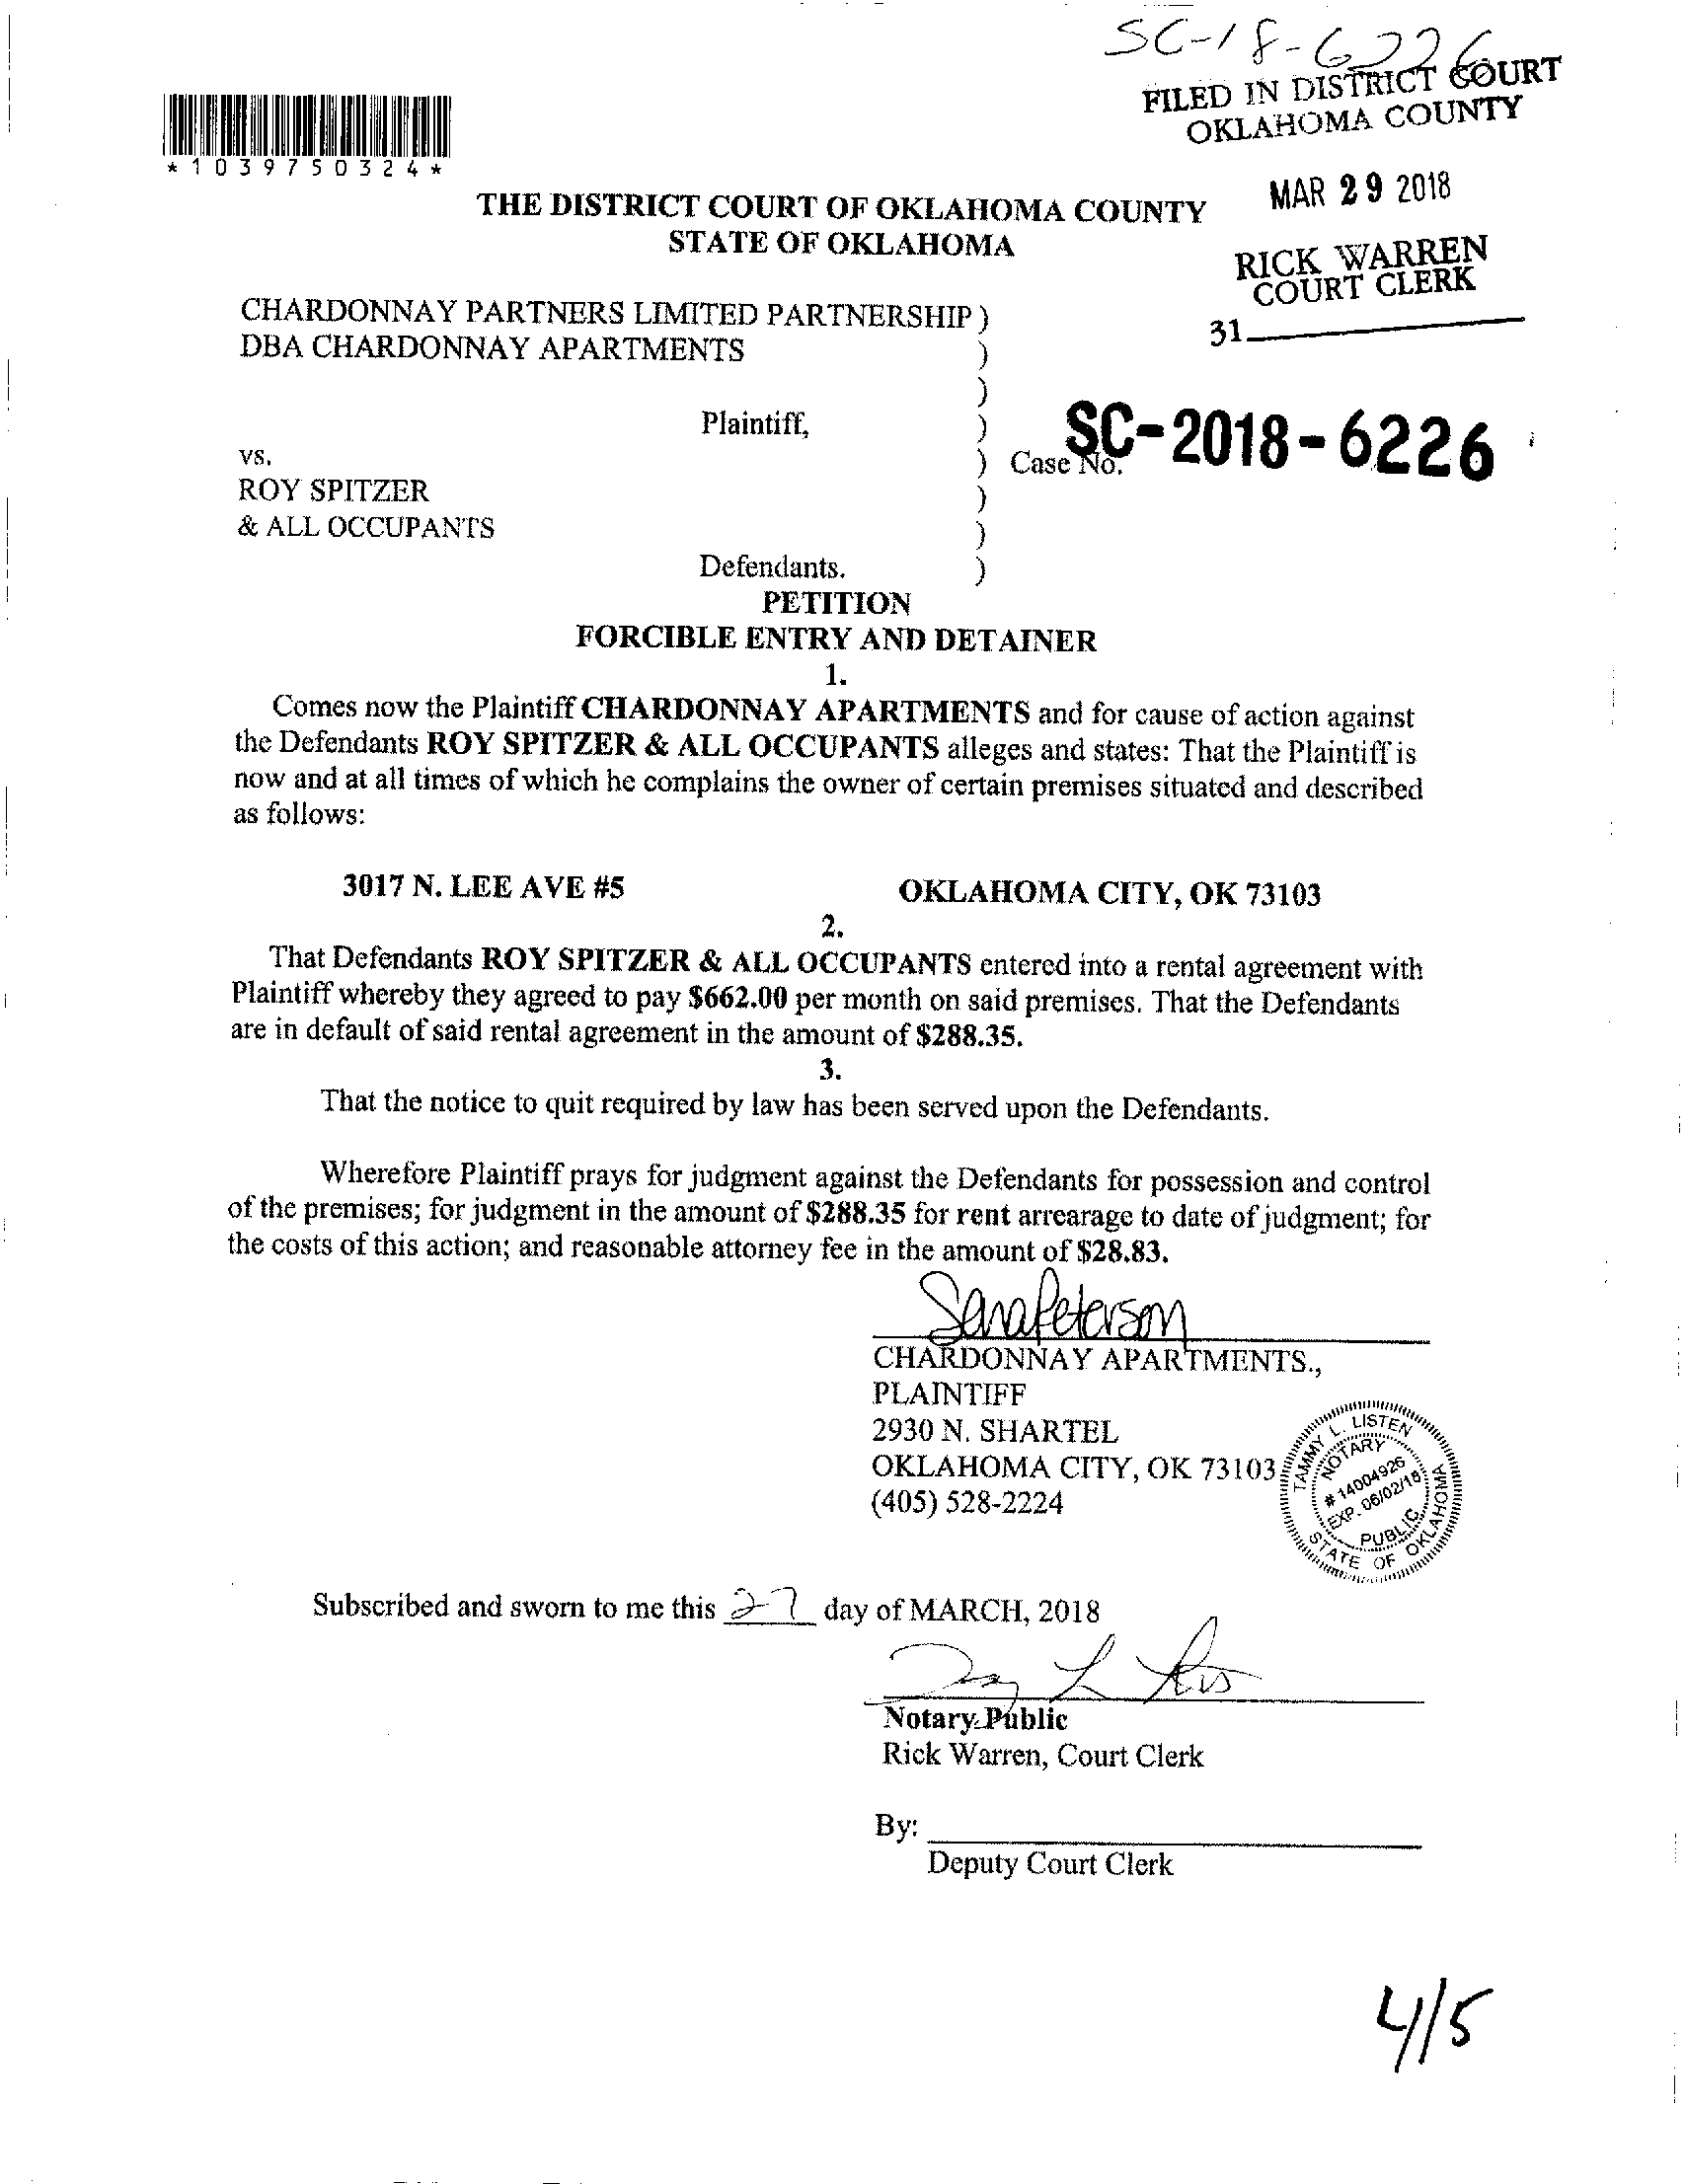 SC-18-6226
FILED IN DISTRICT COURT
OKLAHOMA COUNTY
*1039750324*
MAR 29 2018
THE DISTRICT COURT OF OKLAHOMA COUNTY
STATE OF OKLAHOMA
RICK WARREN
COURT CLERK
31
CHARDONNAY PARTNERS LIMITED PARTNERSHIP )
DBA CHARDONNAY APARTMENTS )
)
Plaintiff, )
vs. ) Case No. SC-2018-6226
ROY SPITZER )
& ALL OCCUPANTS )
Defendants. )
PETITION
FORCIBLE ENTRY AND DETAINER
1.
Comes now the Plaintiff CHARDONNAY APARTMENTS and for cause of action against
the Defendants ROY SPITZER & ALL OCCUPANTS alleges and states: That the Plaintiff is
now and at all times of which he complains the owner of certain premises situated and described
as follows:
3017 N. LEE AVE #5 OKLAHOMA CITY, OK 73103
2.
That Defendants ROY SPITZER & ALL OCCUPANTS entered into a rental agreement with
Plaintiff whereby they agreed to pay $662.00 per month on said premises. That the Defendants
are in default of said rental agreement in the amount of $288.35.
3.
That the notice to quit required by law has been served upon the Defendants.
Wherefore Plaintiff prays for judgment against the Defendants for possession and control
of the premises; for judgment in the amount of $288.35 for rent arrearage to date of judgment; for
the costs of this action; and reasonable attorney fee in the amount of $28.83.
Sara Peterson
CHARDONNAY APARTMENTS.,
PLAINTIFF
2930 N. SHARTEL
OKLAHOMA CITY, OK 73103
(405) 528-2224
TAMMY L. LISTEN
NOTARY
# 14004926
EXP. 06/02/18
PUBLIC
STATE OF OKLAHOMA
Subscribed and sworn to me this 27 day of MARCH, 2018
Notary Public
Rick Warren, Court Clerk
By:
Deputy Court Clerk
4/5